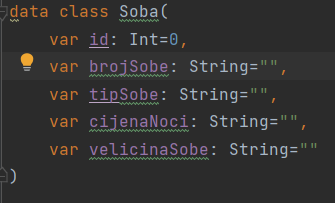 data class Soba(
var id: Int=0,
var brojSobe: String="",
var tipSobe: String="",
var cijenaNoci: String="",
var velicinaSobe: String=""
)